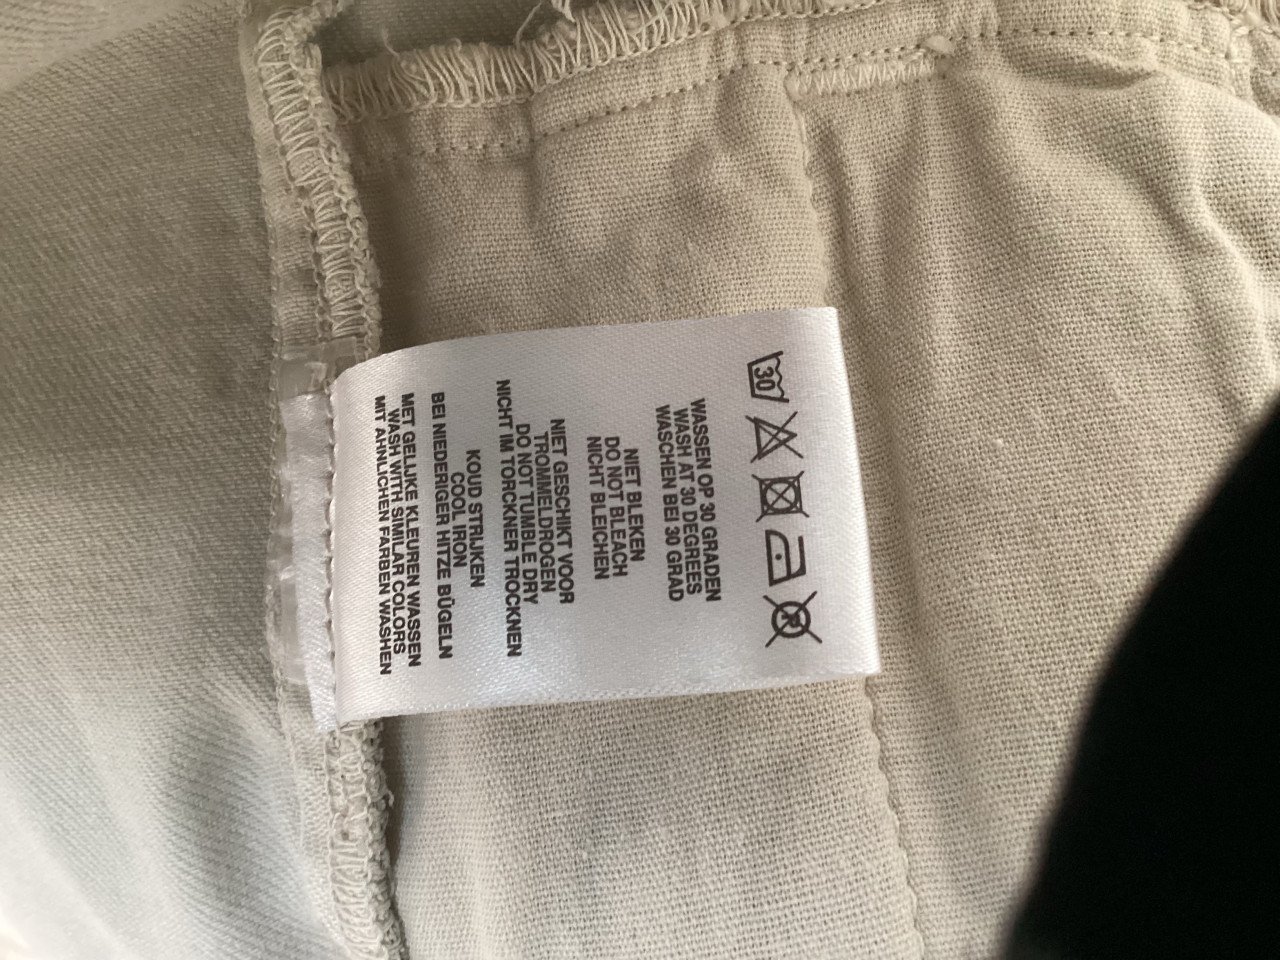 30
P
WASSEN OP 30 GRADEN
WASH AT 30 DEGREES
WASCHEN BEI 30 GRAD
NIET BLEKEN
DO NOT BLEACH
NICHT BLEICHEN
NIET GESCHIKT VOOR
TROMMELDROGEN
DO NOT TUMBLE DRY
NICHT IM TORCKNER TROCKNEN
KOUD STRIJKEN
COOL IRON
BEI NIEDERIGER HITZE BÜGELN
MET GELIJKE KLEUREN WASSEN
WASH WITH SIMILAR COLORS
MIT AHNLICHEN FARBEN WASHEN